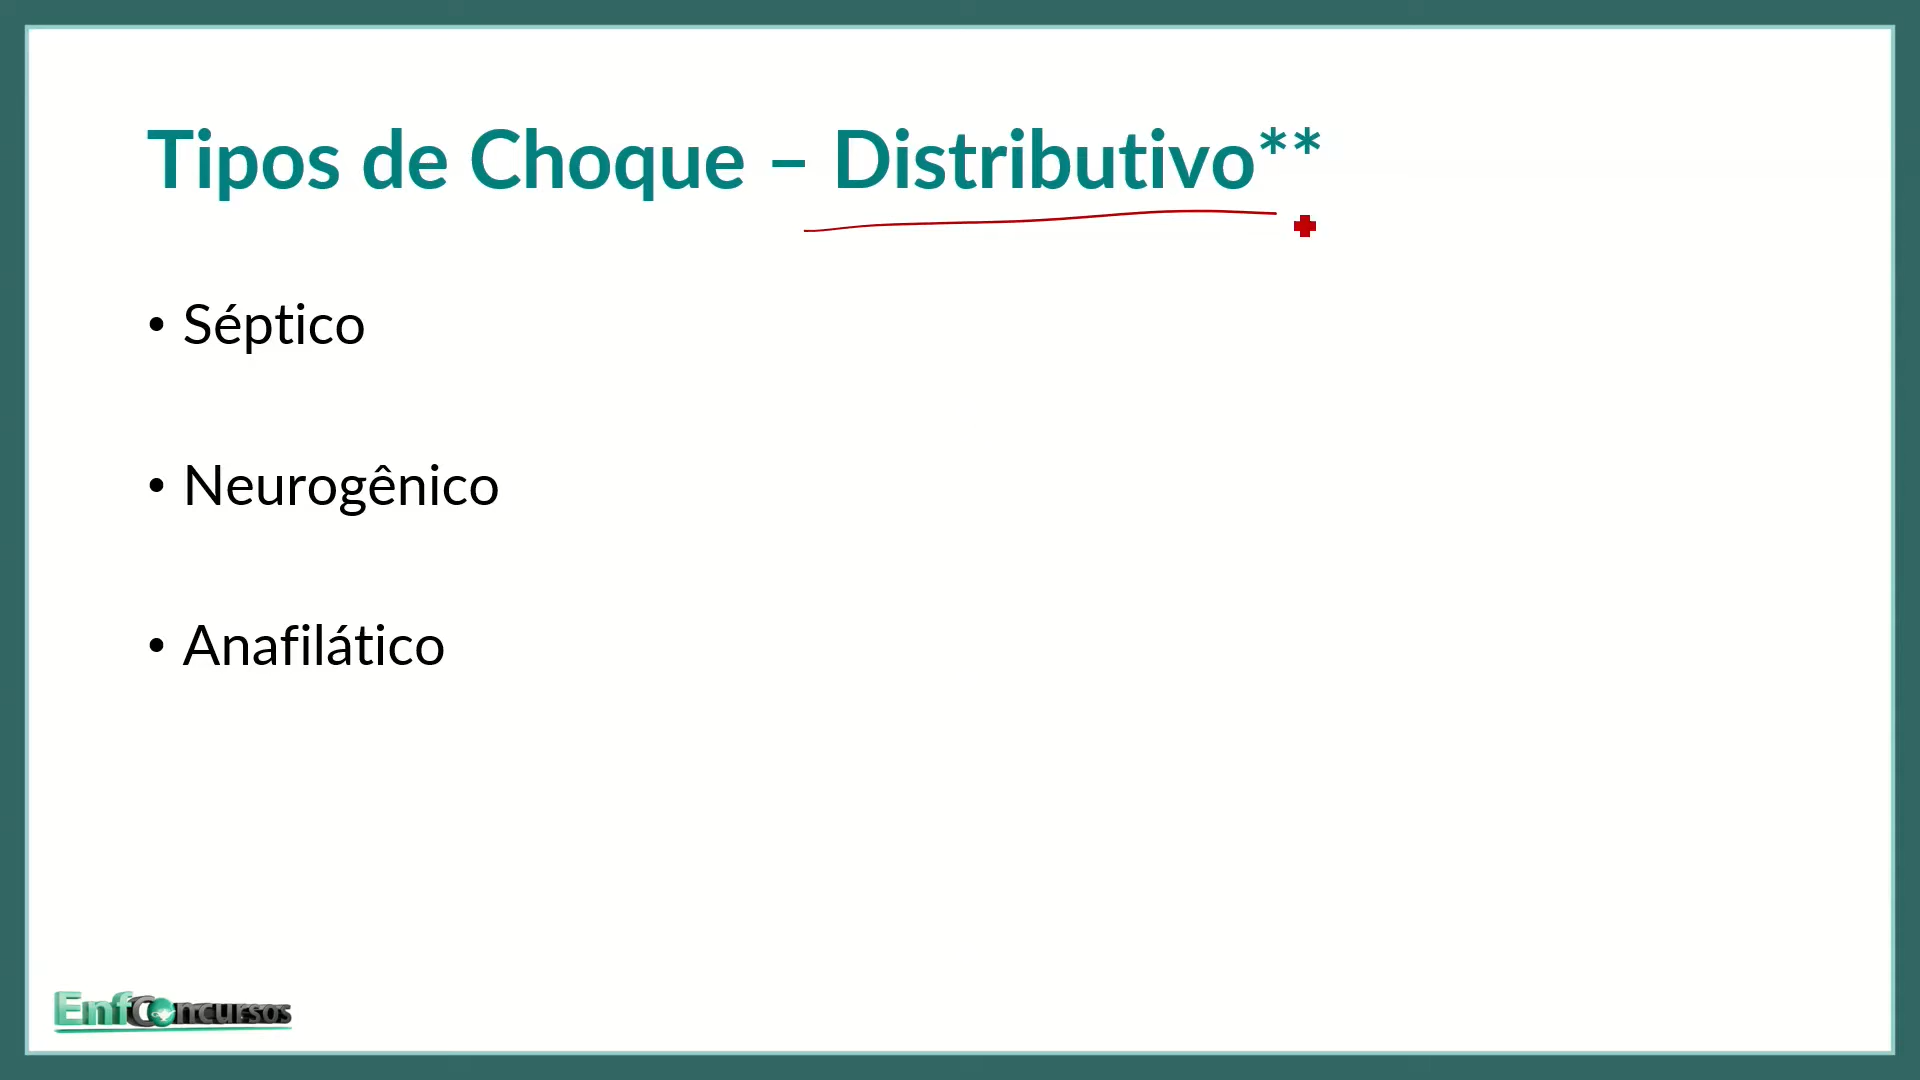 Tipos de Choque – Distributivo**
• Séptico
• Neurogênico
• Anafilático
EnfConcursos